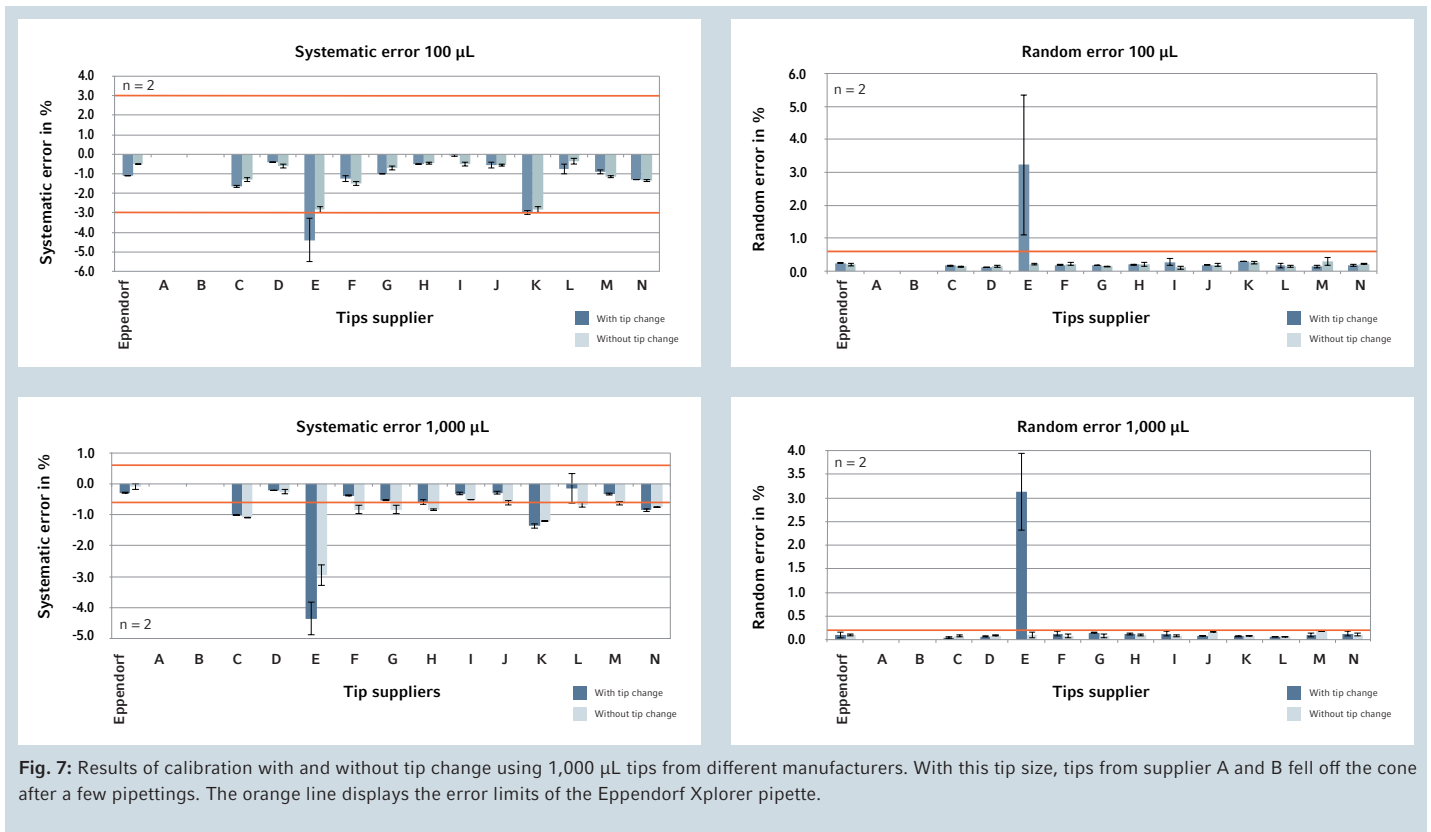 Systematic error 100 µL
Systematic error in %
4.0
3.0
2.0
1.0
0.0
-1.0
-2.0
-3.0
-4.0
-5.0
-6.0
n = 2
Eppendorf A B C D E F G H I J K L M N
Tips supplier
With tip change
Without tip change
Random error 100 µL
Random error in %
6.0
5.0
4.0
3.0
2.0
1.0
0.0
n = 2
Eppendorf A B C D E F G H I J K L M N
Tips supplier
With tip change
Without tip change
Systematic error 1,000 µL
Systematic error in %
1.0
0.0
-1.0
-2.0
-3.0
-4.0
-5.0
n = 2
Eppendorf A B C D E F G H I J K L M N
Tip suppliers
With tip change
Without tip change
Random error 1,000 µL
Random error in %
4.0
3.5
3.0
2.5
2.0
1.5
1.0
0.5
0.0
n = 2
Eppendorf A B C D E F G H I J K L M N
Tips supplier
With tip change
Without tip change
Fig. 7: Results of calibration with and without tip change using 1,000 µL tips from different manufacturers. With this tip size, tips from supplier A and B fell off the cone
after a few pipettings. The orange line displays the error limits of the Eppendorf Xplorer pipette.